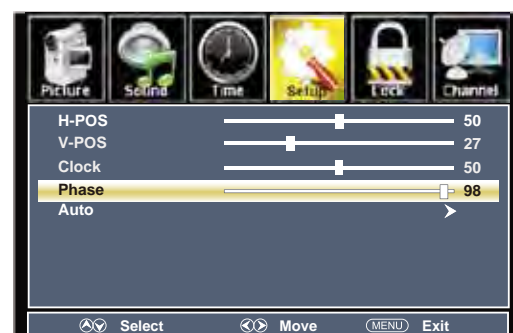 Picture Sound Time Setup Lock Channel
H-POS 50
V-POS 27
Clock 50
Phase 98
Auto
Select Move MENU Exit